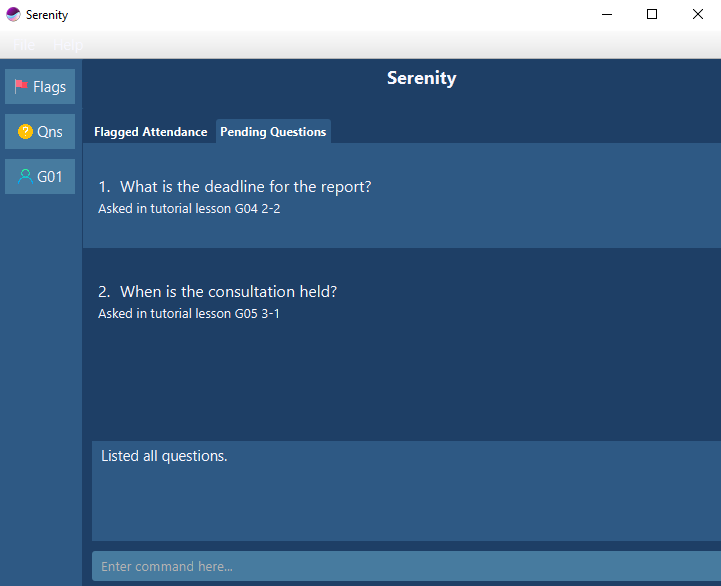 Serenity
File Help
Flags
Qns
G01
Serenity
Flagged Attendance Pending Questions
1. What is the deadline for the report?
Asked in tutorial lesson G04 2-2
2. When is the consultation held?
Asked in tutorial lesson G05 3-1
Listed all questions.
Enter command here...